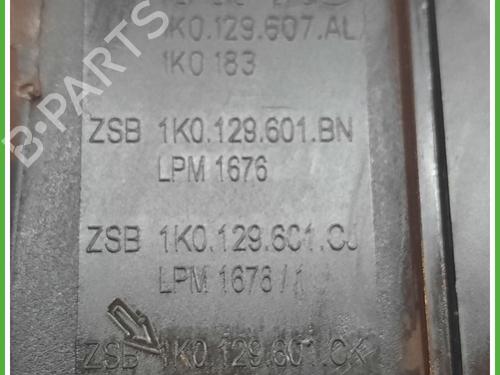 1K0.129.607.AL
1K0 183
ZSB 1K0.129.601.BN
LPM 1676
ZSB 1K0.129.601.CJ
LPM 1676/1
ZSB 1K0.129.601.CK
B-PARTS